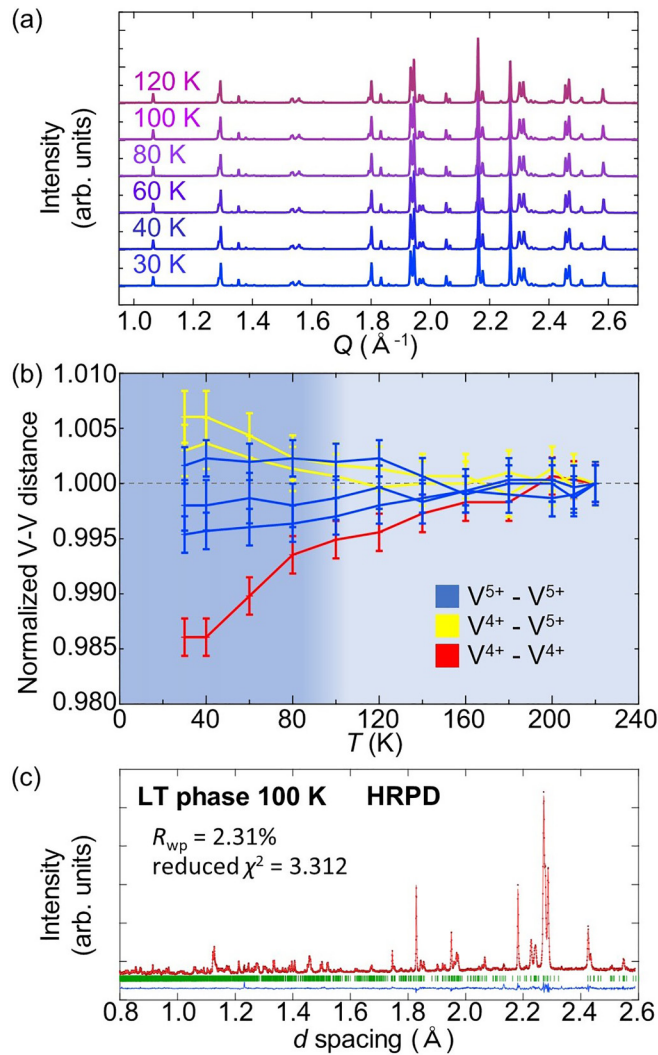 (a)
Intensity
(arb. units)
120 K
100 K
80 K
60 K
40 K
30 K
1.0 1.2 1.4 1.6 1.8 2.0 2.2 2.4 2.6
Q (Å⁻¹)
(b)
Normalized V-V distance
1.010
1.005
1.000
0.995
0.990
0.985
0.980
V⁵⁺ - V⁵⁺
V⁴⁺ - V⁵⁺
V⁴⁺ - V⁴⁺
0 40 80 120 160 200 240
T (K)
(c)
Intensity
(arb. units)
LT phase 100 K HRPD
Rwp = 2.31%
reduced χ² = 3.312
0.8 1.0 1.2 1.4 1.6 1.8 2.0 2.2 2.4 2.6
d spacing (Å)